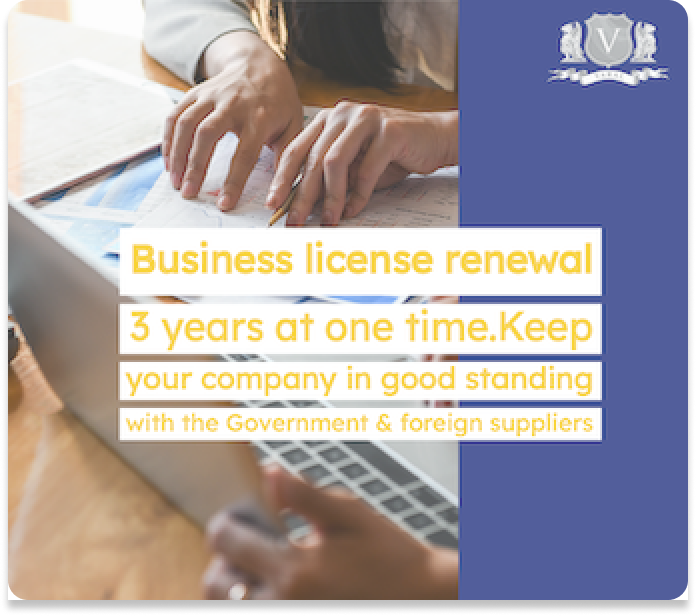 V
Business license renewal
3 years at one time.Keep
your company in good standing
with the Government & foreign suppliers